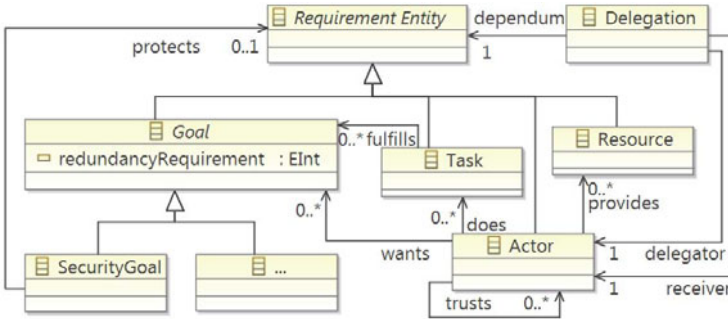 Requirement Entity
dependum
Delegation
protects
0..1
1
Goal
redundancyRequirement : EInt
0..*
fulfills
Task
Resource
0..*
0..*
0..*
provides
does
SecurityGoal
...
wants
Actor
1
delegator
trusts
0..*
1
receiver